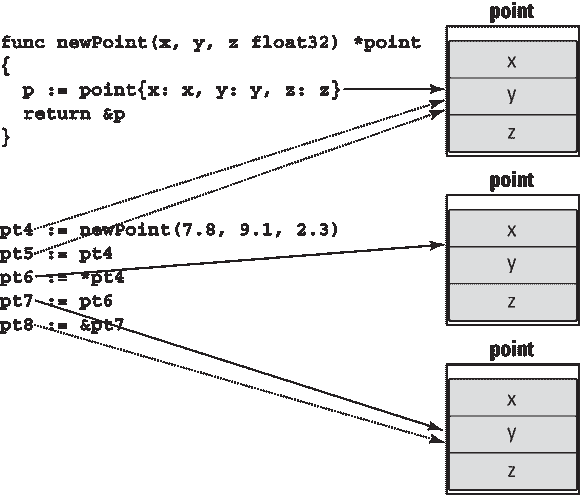 func newPoint(x, y, z float32) *point
{
p := point{x: x, y: y, z: z}
return &p
}
pt4 := newPoint(7.8, 9.1, 2.3)
pt5 := pt4
pt6 := *pt4
pt7 := pt6
pt8 := &pt7
point
x
y
z
point
x
y
z
point
x
y
z